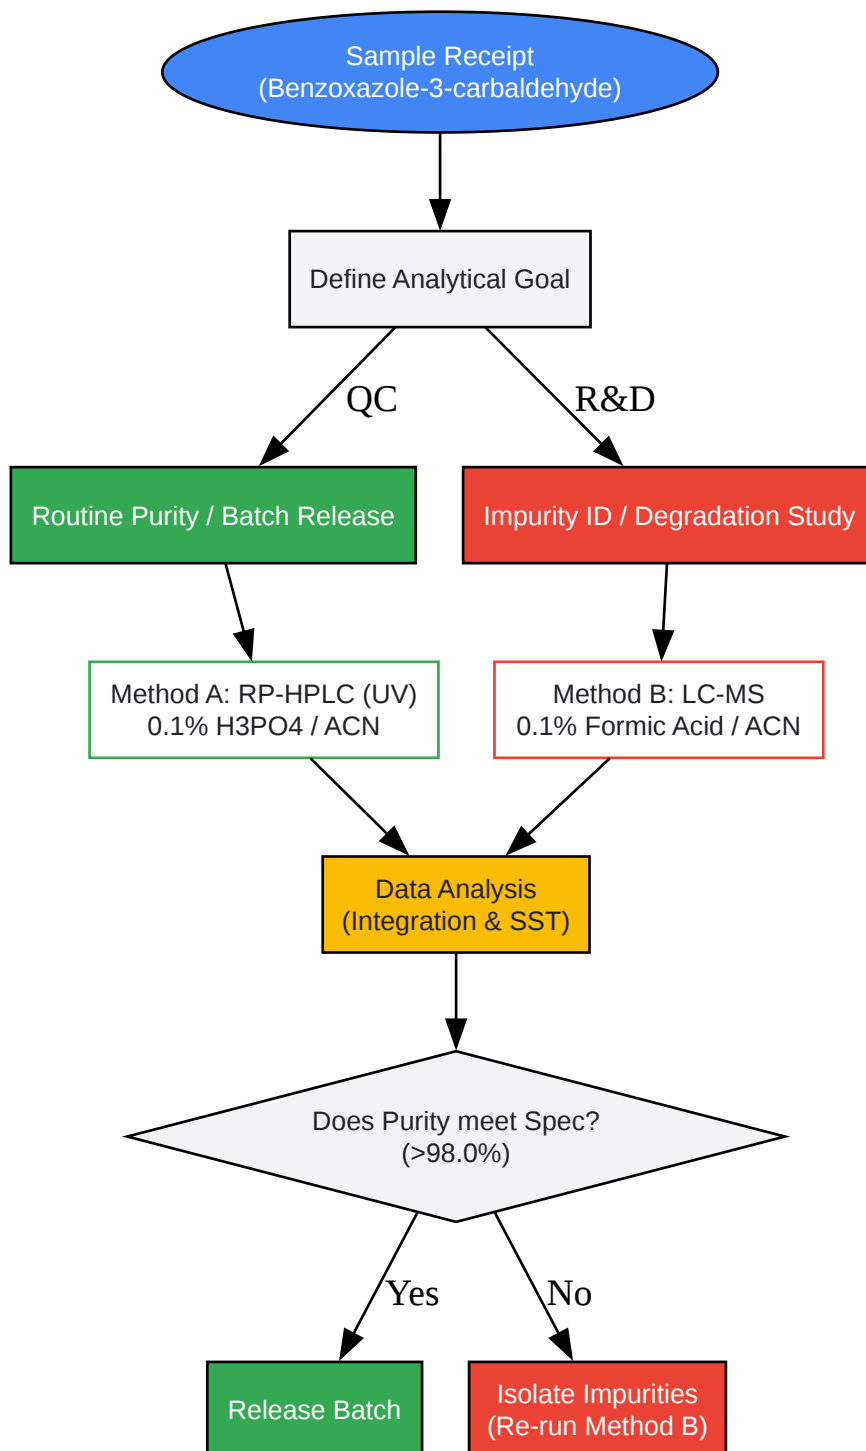 Sample Receipt
(Benzoxazole-3-carbaldehyde)
Define Analytical Goal
QC
R&D
Routine Purity / Batch Release
Impurity ID / Degradation Study
Method A: RP-HPLC (UV)
0.1% H3PO4 / ACN
Method B: LC-MS
0.1% Formic Acid / ACN
Data Analysis
(Integration & SST)
Does Purity meet Spec?
(>98.0%)
Yes
No
Release Batch
Isolate Impurities
(Re-run Method B)